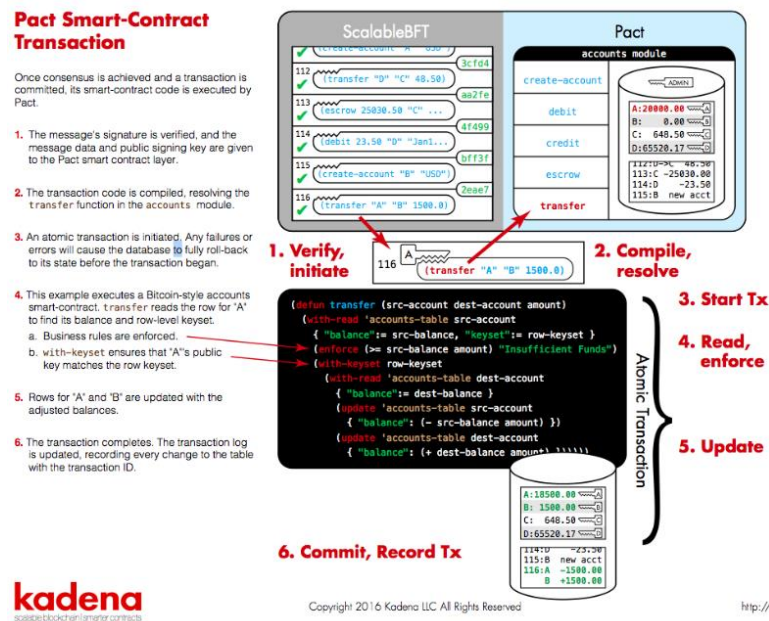 Pact Smart-Contract
Transaction
Once consensus is achieved and a transaction is
committed, its smart-contract code is executed by
Pact.
1. The message's signature is verified, and the
message data and public signing key are given
to the Pact smart contract layer.
2. The transaction code is compiled, resolving the
transfer function in the accounts module.
3. An atomic transaction is initiated. Any failures or
errors will cause the database to fully roll-back
to its state before the transaction began.
4. This example executes a Bitcoin-style accounts
smart-contract. transfer reads the row for "A"
to find its balance and row-level keyset.
a. Business rules are enforced.
b. with-keyset ensures that "A"'s public
key matches the row keyset.
5. Rows for "A" and "B" are updated with the
adjusted balances.
6. The transaction completes. The transaction log
is updated, recording every change to the table
with the transaction ID.
ScalableBFT
(create-account "A" "USD")
3cfd4
112
(transfer "D" "C" 48.50)
aa2fe
113
(escrow 25030.50 "C" ...
4f499
114
(debit 23.50 "D" "Jan1...
bff3f
115
(create-account "B" "USD")
2eae7
116
(transfer "A" "B" 1500.0)
Pact
accounts module
create-account
debit
credit
escrow
transfer
ADMIN
A:20000.00 A
B: 0.00 B
C: 648.50 C
D:65520.17 D
112:D->C 48.50
113:C -25030.00
114:D -23.50
115:B new acct
1. Verify,
initiate
116 A
(transfer "A" "B" 1500.0)
2. Compile,
resolve
(defun transfer (src-account dest-account amount)
(with-read 'accounts-table src-account
{ "balance":= src-balance, "keyset":= row-keyset }
(enforce (>= src-balance amount) "Insufficient Funds")
(with-keyset row-keyset
(with-read 'accounts-table dest-account
{ "balance":= dest-balance }
(update 'accounts-table src-account
{ "balance": (- src-balance amount) })
(update 'accounts-table dest-account
{ "balance": (+ dest-balance amount) })))))
Atomic Transaction
3. Start Tx
4. Read,
enforce
5. Update
A:18500.00 A
B: 1500.00 B
C: 648.50 C
D:65520.17 D
114:D -23.50
115:B new acct
116:A -1500.00
B +1500.00
6. Commit, Record Tx
kadena
scalable blockchain | smarter contracts
Copyright 2016 Kadena LLC All Rights Reserved
http://